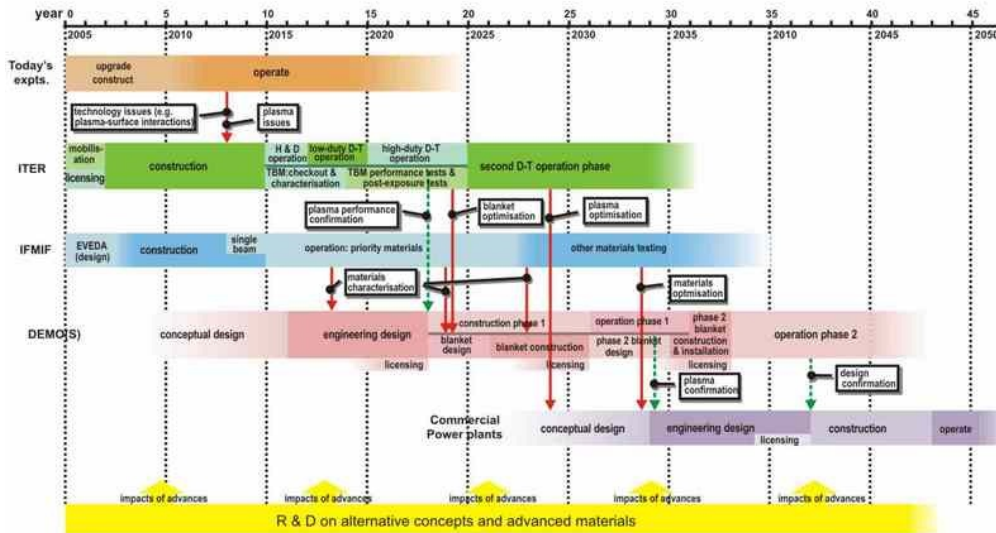 year 0 5 10 15 20 25 30 35 40 45
2005 2010 2015 2020 2025 2030 2035 2012 2045 2050
Today's
expts.
upgrade
construct
operate
technology issues (e.g.
plasma-surface interactions)
plasma
issues
ITER
mobilis-
ation
licensing
construction
H & D
operation
low-duty D-T
operation
high-duty D-T
operation
TBM:checkout &
characterisation
TBM performance tests &
post-exposure tests
second D-T operation phase
plasma performance
confirmation
blanket
optimisation
plasma
optimisation
IFMIF
EVEDA
(design)
construction
single
beam
operation: priority materials
other materials testing
materials
characterisation
materials
optmisation
DEMO(S)
conceptual design
engineering design
construction phase 1
blanket
design
blanket construction
operation phase 1
phase 2 blanket
design
phase 2
blanket
construction
& installation
operation phase 2
licensing
licensing
licensing
plasma
confirmation
design
confirmation
Commercial
Power plants
conceptual design
engineering design
licensing
construction
operate
impacts of advances
impacts of advances
impacts of advances
impacts of advances
impacts of advances
R & D on alternative concepts and advanced materials